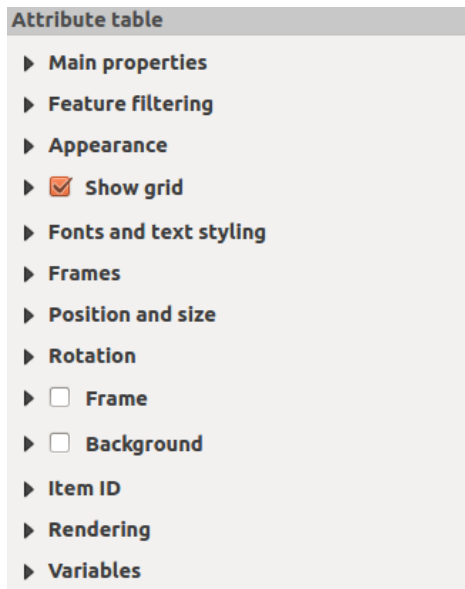 Attribute table
Main properties
Feature filtering
Appearance
Show grid
Fonts and text styling
Frames
Position and size
Rotation
Frame
Background
Item ID
Rendering
Variables